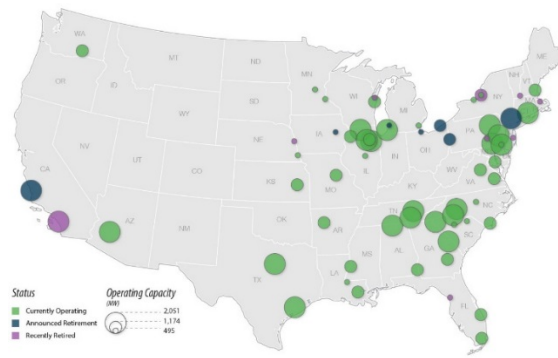 WA
MT
ND
MN
ME
OR
ID
SD
WI
MI
NY
VT
NH
WY
IA
PA
NE
NV
UT
CO
IL
IN
OH
WV
VA
CA
KS
MO
KY
NC
TN
AZ
NM
OK
AR
SC
MS
AL
GA
TX
LA
FL
Status
Currently Operating
Announced Retirement
Recently Retired
Operating Capacity
(MW)
2,051
1,174
495